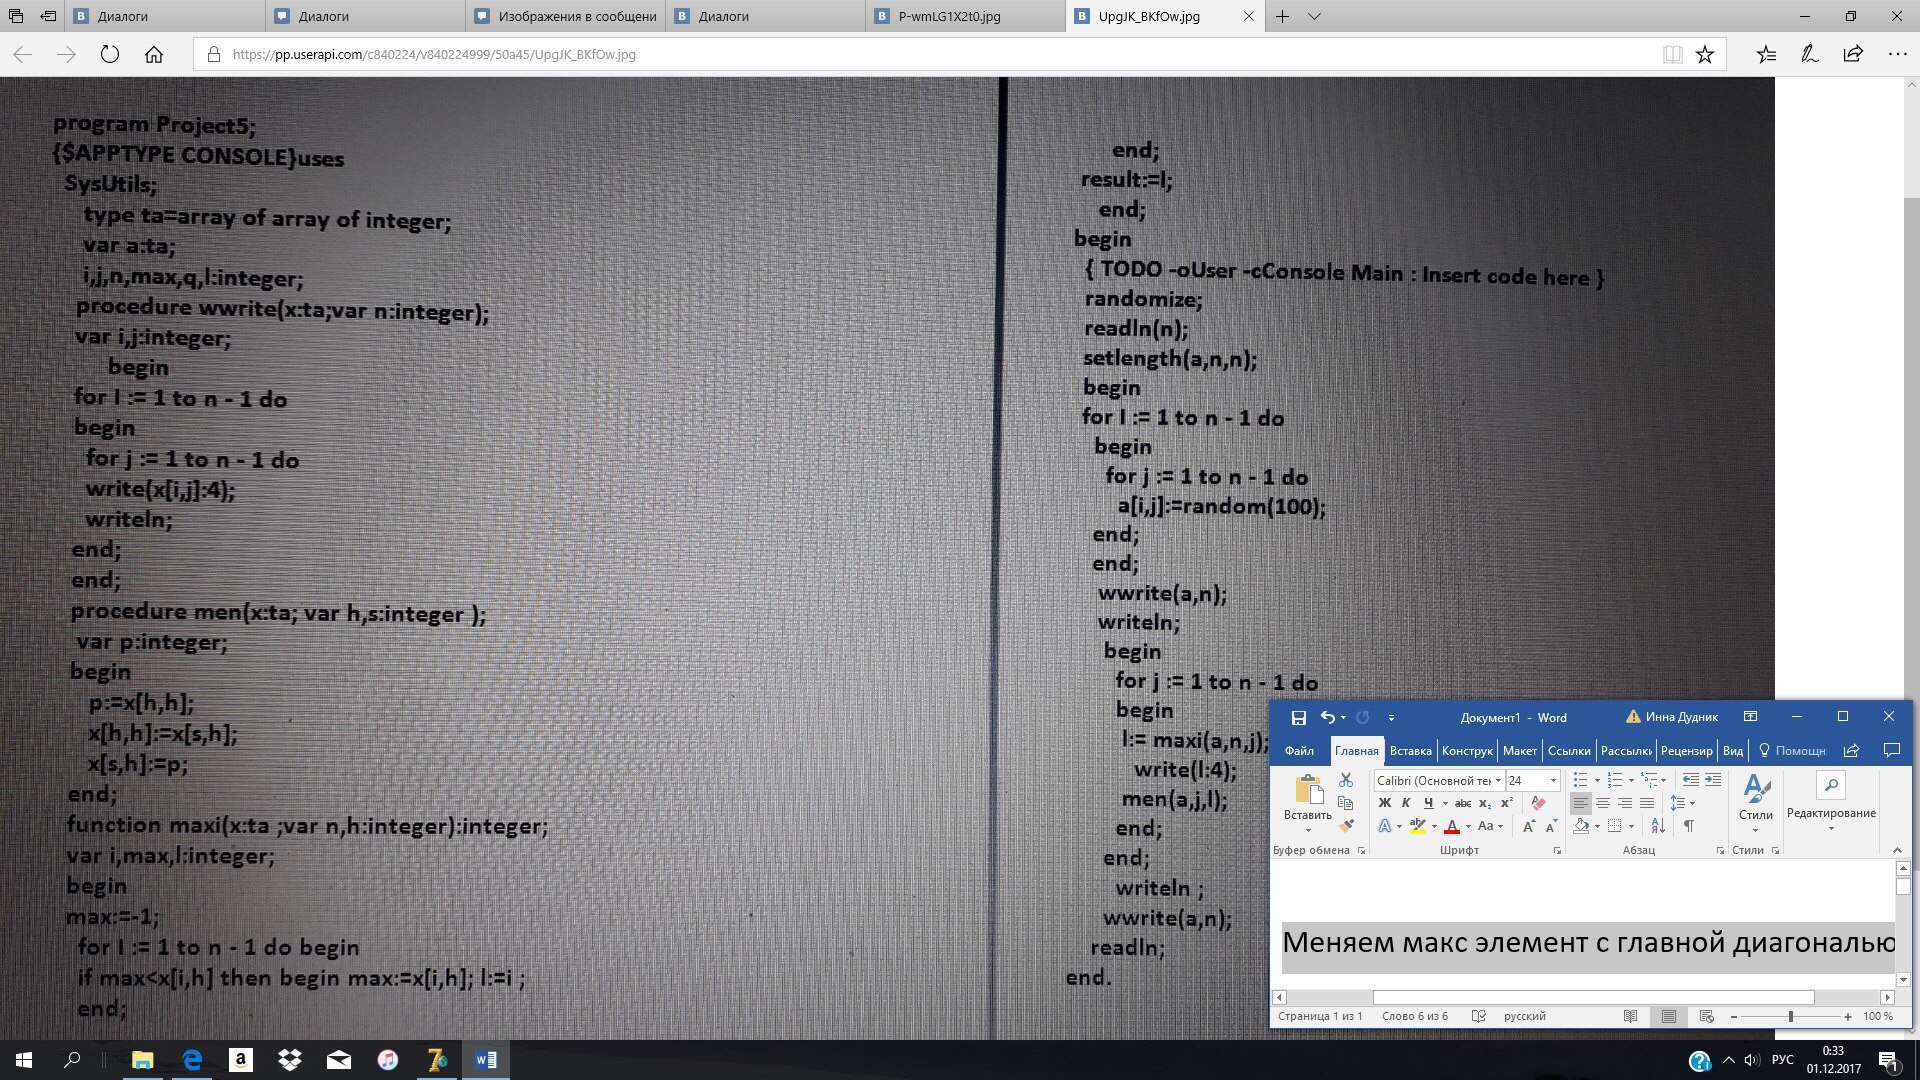 Диалоги
Диалоги
Изображения в сообщени
Диалоги
P-wmLG1X2t0.jpg
UpgJK_BKfOw.jpg
https://pp.userapi.com/c840224/v840224999/50a45/UpgJK_BKfOw.jpg
program Project5;
{$APPTYPE CONSOLE}uses
SysUtils;
type ta=array of array of integer;
var a:ta;
i,j,n,max,q,l:integer;
procedure wwrite(x:ta;var n:integer);
var i,j:integer;
begin
for I := 1 to n - 1 do
begin
for j := 1 to n - 1 do
write(x[i,j]:4);
writeln;
end;
end;
procedure men(x:ta; var h,s:integer );
var p:integer;
begin
p:=x[h,h];
x[h,h]:=x[s,h];
x[s,h]:=p;
end;
function maxi(x:ta ;var n,h:integer):integer;
var i,max,l:integer;
begin
max:=-1;
for I := 1 to n - 1 do begin
if max<x[i,h] then begin max:=x[i,h]; l:=i ;
end;
end;
result:=l;
end;
begin
{ TODO -oUser -cConsole Main : Insert code here }
randomize;
readln(n);
setlength(a,n,n);
begin
for I := 1 to n - 1 do
begin
for j := 1 to n - 1 do
a[i,j]:=random(100);
end;
end;
wwrite(a,n);
writeln;
begin
for j := 1 to n - 1 do
begin
l:= maxi(a,n,j);
write(l:4);
men(a,j,l);
end;
end;
writeln ;
wwrite(a,n);
readln;
end.
Документ1 - Word
Инна Дудник
Файл Главная Вставка Конструк Макет Ссылки Рассылкі Рецензир Вид Помощн
Calibri (Основной тег 24
Вставить
Ж К Ч abc x₂ x²
Aa A A
Стили
Редактирование
Буфер обмена Шрифт Абзац Стили
Меняем макс элемент с главной диагональю
Страница 1 из 1 Слово 6 из 6 русский 100 %
РУС
0:33
01.12.2017
1